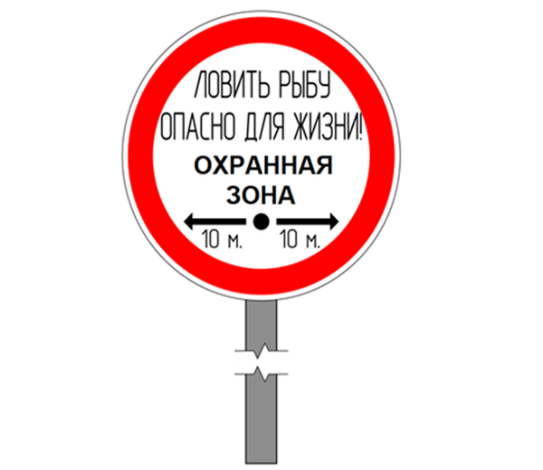 ЛОВИТЬ РЫБУ
ОПАСНО ДЛЯ ЖИЗНИ!
ОХРАННАЯ
ЗОНА
10 м. 10 м.